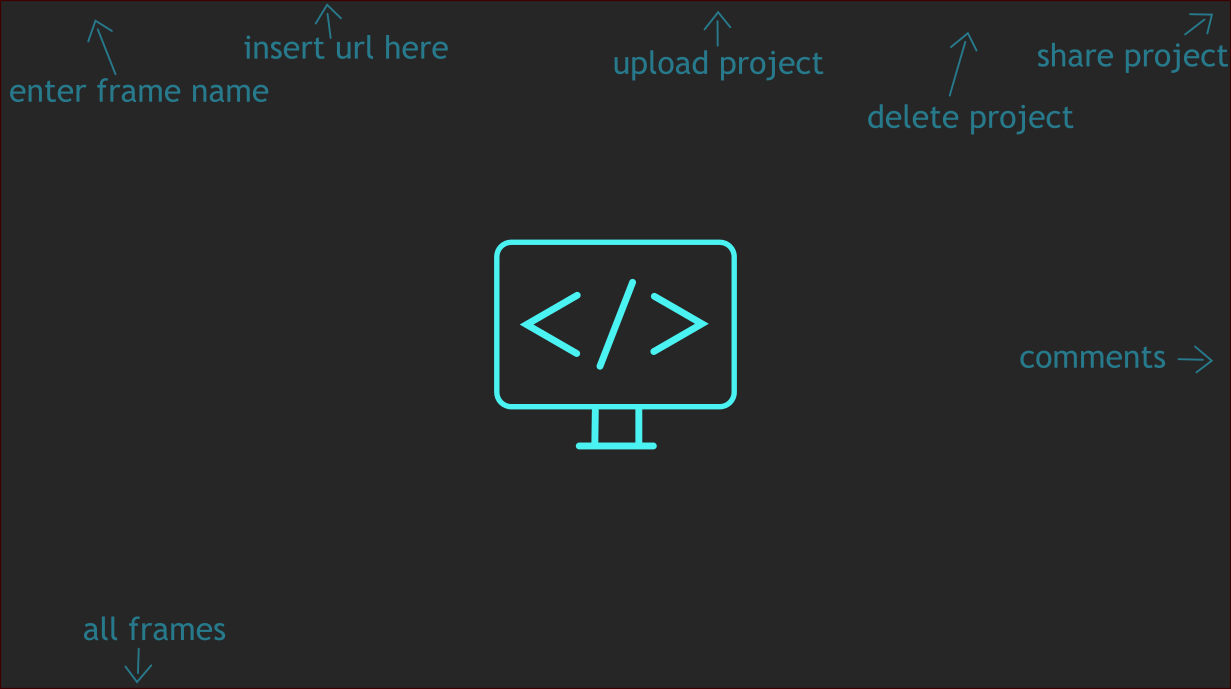 insert url here
enter frame name
upload project
delete project
share project
</>
comments
all frames